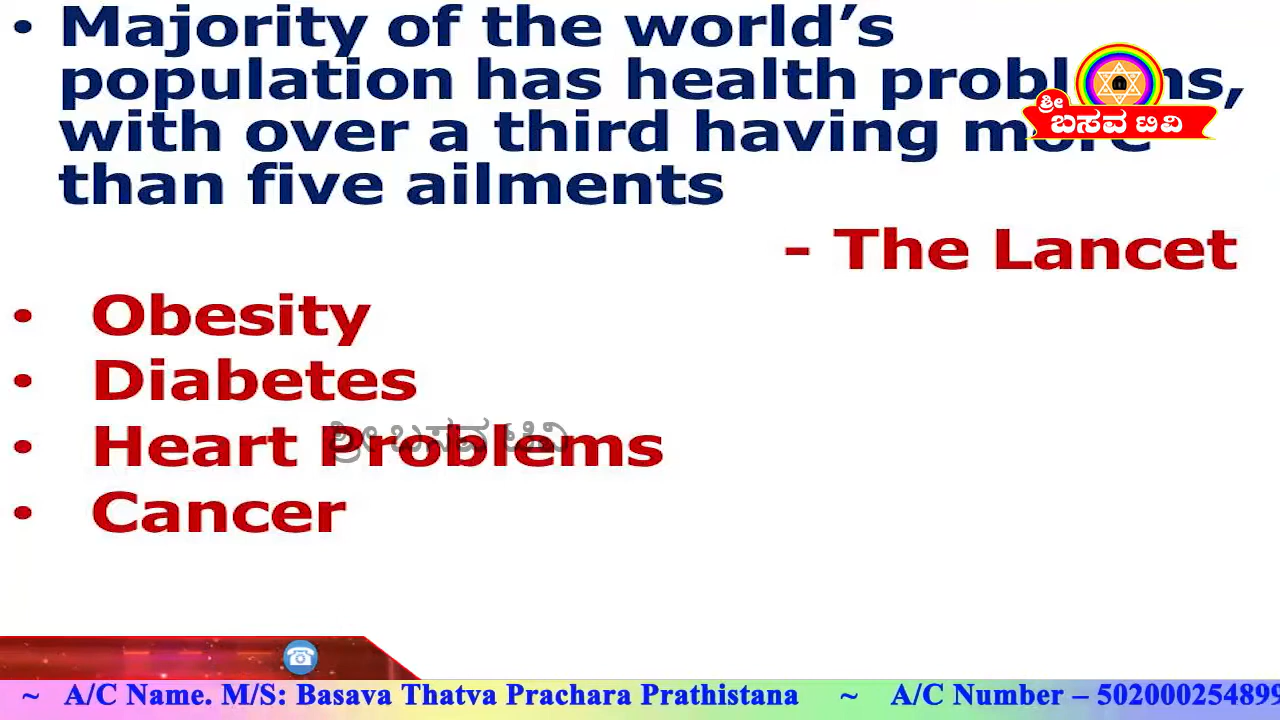 • Majority of the world’s
population has health problems,
with over a third having more
than five ailments
- The Lancet
• Obesity
• Diabetes
• Heart Problems
• Cancer
ಶ್ರೀ
ಬಸವ ಟಿವಿ
ಶ್ರೀ ಬಸವ ಟಿವಿ
~ A/C Name. M/S: Basava Thatva Prachara Prathistana ~ A/C Number – 502000254899